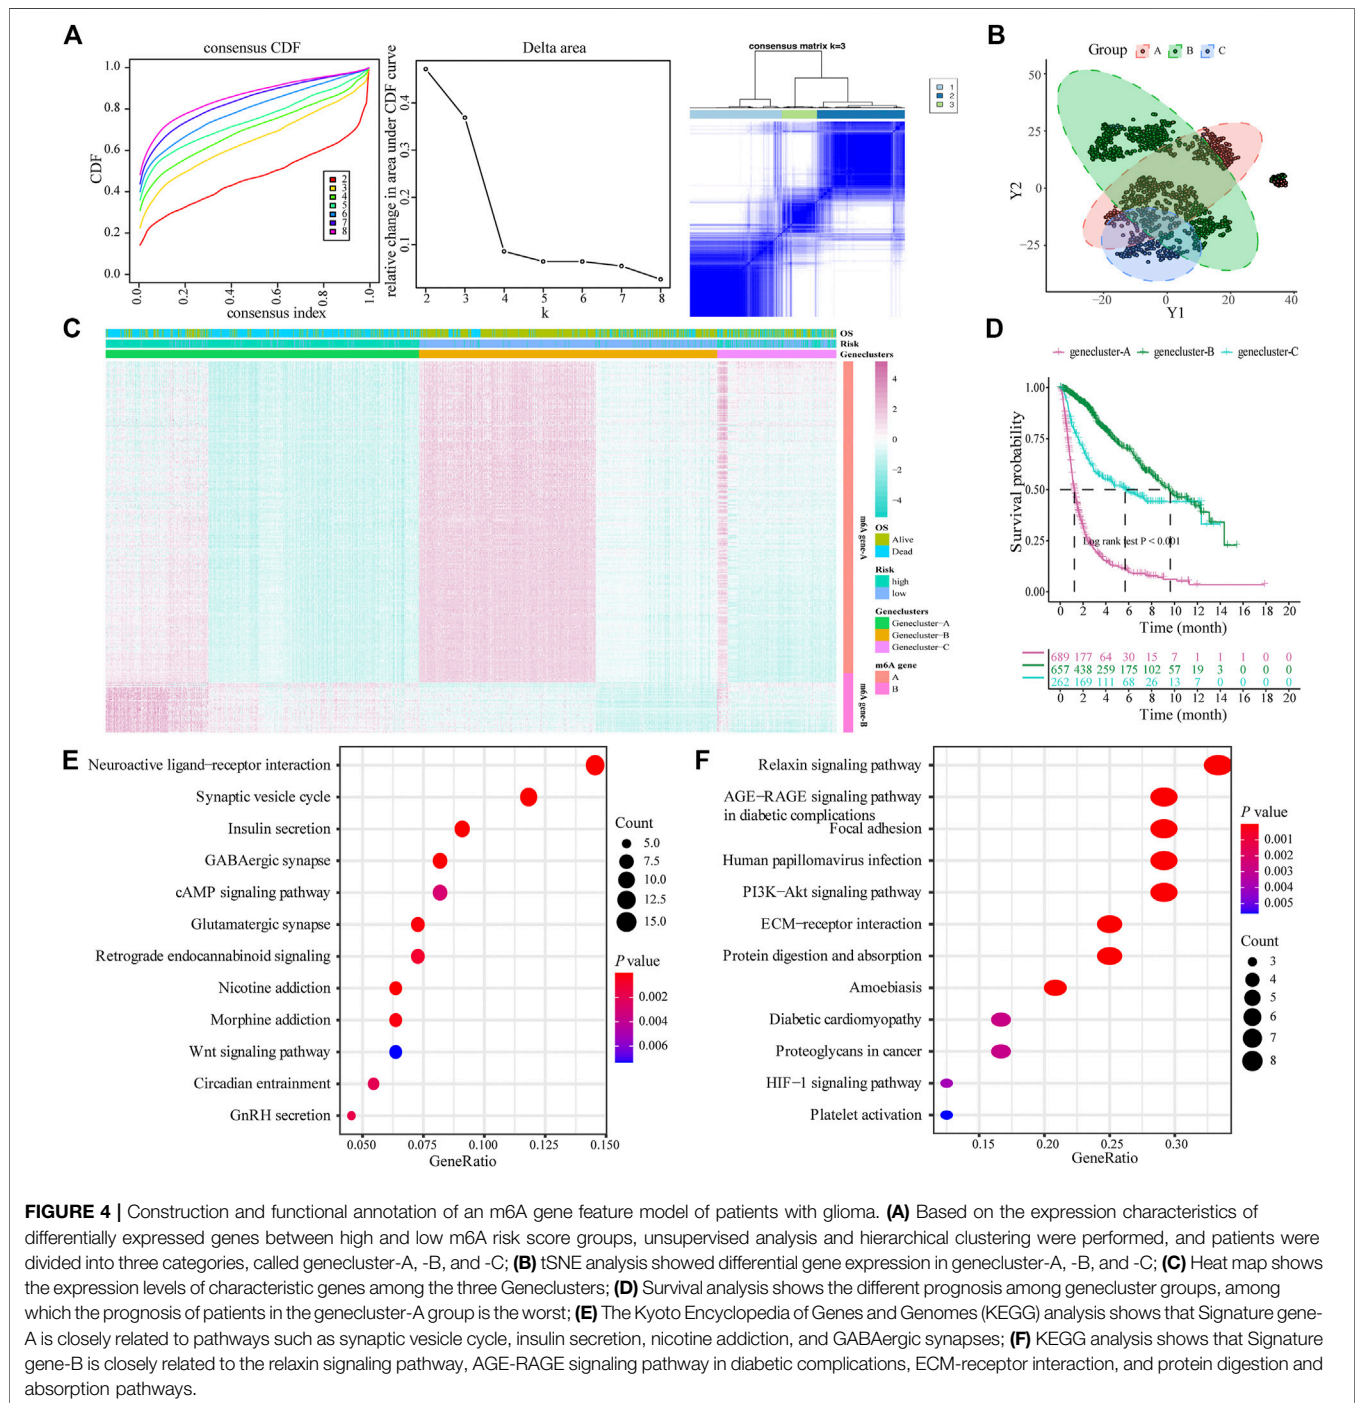 A
consensus CDF
CDF
1.0
0.8
0.6
0.4
0.2
0.0
0.0
0.2
0.4
0.6
0.8
1.0
consensus index
2
3
4
5
6
7
8
Delta area
relative change in area under CDF curve
0.4
0.3
0.2
0.1
2 3 4 5 6 7 8
k
consensus matrix k=3
1
2
3
B
Group A B C
Y2
50
25
0
−25
−20 0 20 40
Y1
C
OS
Risk
Geneclusters
4
2
0
−2
−4
m6A gene-A
m6A gene-B
OS
Alive
Dead
Risk
high
low
Geneclusters
Genecluster−A
Genecluster−B
Genecluster−C
m6A gene
A
B
D
genecluster-A genecluster-B genecluster-C
Survival probability
1.00
0.75
0.50
0.25
0.00
Log rank test P < 0.001
0 2 4 6 8 10 12 14 16 18 20
Time (month)
689 177 64 30 15 7 1 1 1 0 0
657 438 259 175 102 57 19 3 0 0 0
262 169 111 68 26 13 7 0 0 0 0
0 2 4 6 8 10 12 14 16 18 20
Time (month)
E
Neuroactive ligand−receptor interaction
Synaptic vesicle cycle
Insulin secretion
GABAergic synapse
cAMP signaling pathway
Glutamatergic synapse
Retrograde endocannabinoid signaling
Nicotine addiction
Morphine addiction
Wnt signaling pathway
Circadian entrainment
GnRH secretion
0.050 0.075 0.100 0.125 0.150
GeneRatio
Count
5.0
7.5
10.0
12.5
15.0
P value
0.002
0.004
0.006
F
Relaxin signaling pathway
AGE−RAGE signaling pathway
in diabetic complications
Focal adhesion
Human papillomavirus infection
PI3K−Akt signaling pathway
ECM−receptor interaction
Protein digestion and absorption
Amoebiasis
Diabetic cardiomyopathy
Proteoglycans in cancer
HIF−1 signaling pathway
Platelet activation
0.15 0.20 0.25 0.30
GeneRatio
P value
0.001
0.002
0.003
0.004
0.005
Count
3
4
5
6
7
8
FIGURE 4 | Construction and functional annotation of an m6A gene feature model of patients with glioma. (A) Based on the expression characteristics of
differentially expressed genes between high and low m6A risk score groups, unsupervised analysis and hierarchical clustering were performed, and patients were
divided into three categories, called genecluster-A, -B, and -C; (B) tSNE analysis showed differential gene expression in genecluster-A, -B, and -C; (C) Heat map shows
the expression levels of characteristic genes among the three Geneclusters; (D) Survival analysis shows the different prognosis among genecluster groups, among
which the prognosis of patients in the genecluster-A group is the worst; (E) The Kyoto Encyclopedia of Genes and Genomes (KEGG) analysis shows that Signature gene-
A is closely related to pathways such as synaptic vesicle cycle, insulin secretion, nicotine addiction, and GABAergic synapses; (F) KEGG analysis shows that Signature
gene-B is closely related to the relaxin signaling pathway, AGE-RAGE signaling pathway in diabetic complications, ECM-receptor interaction, and protein digestion and
absorption pathways.